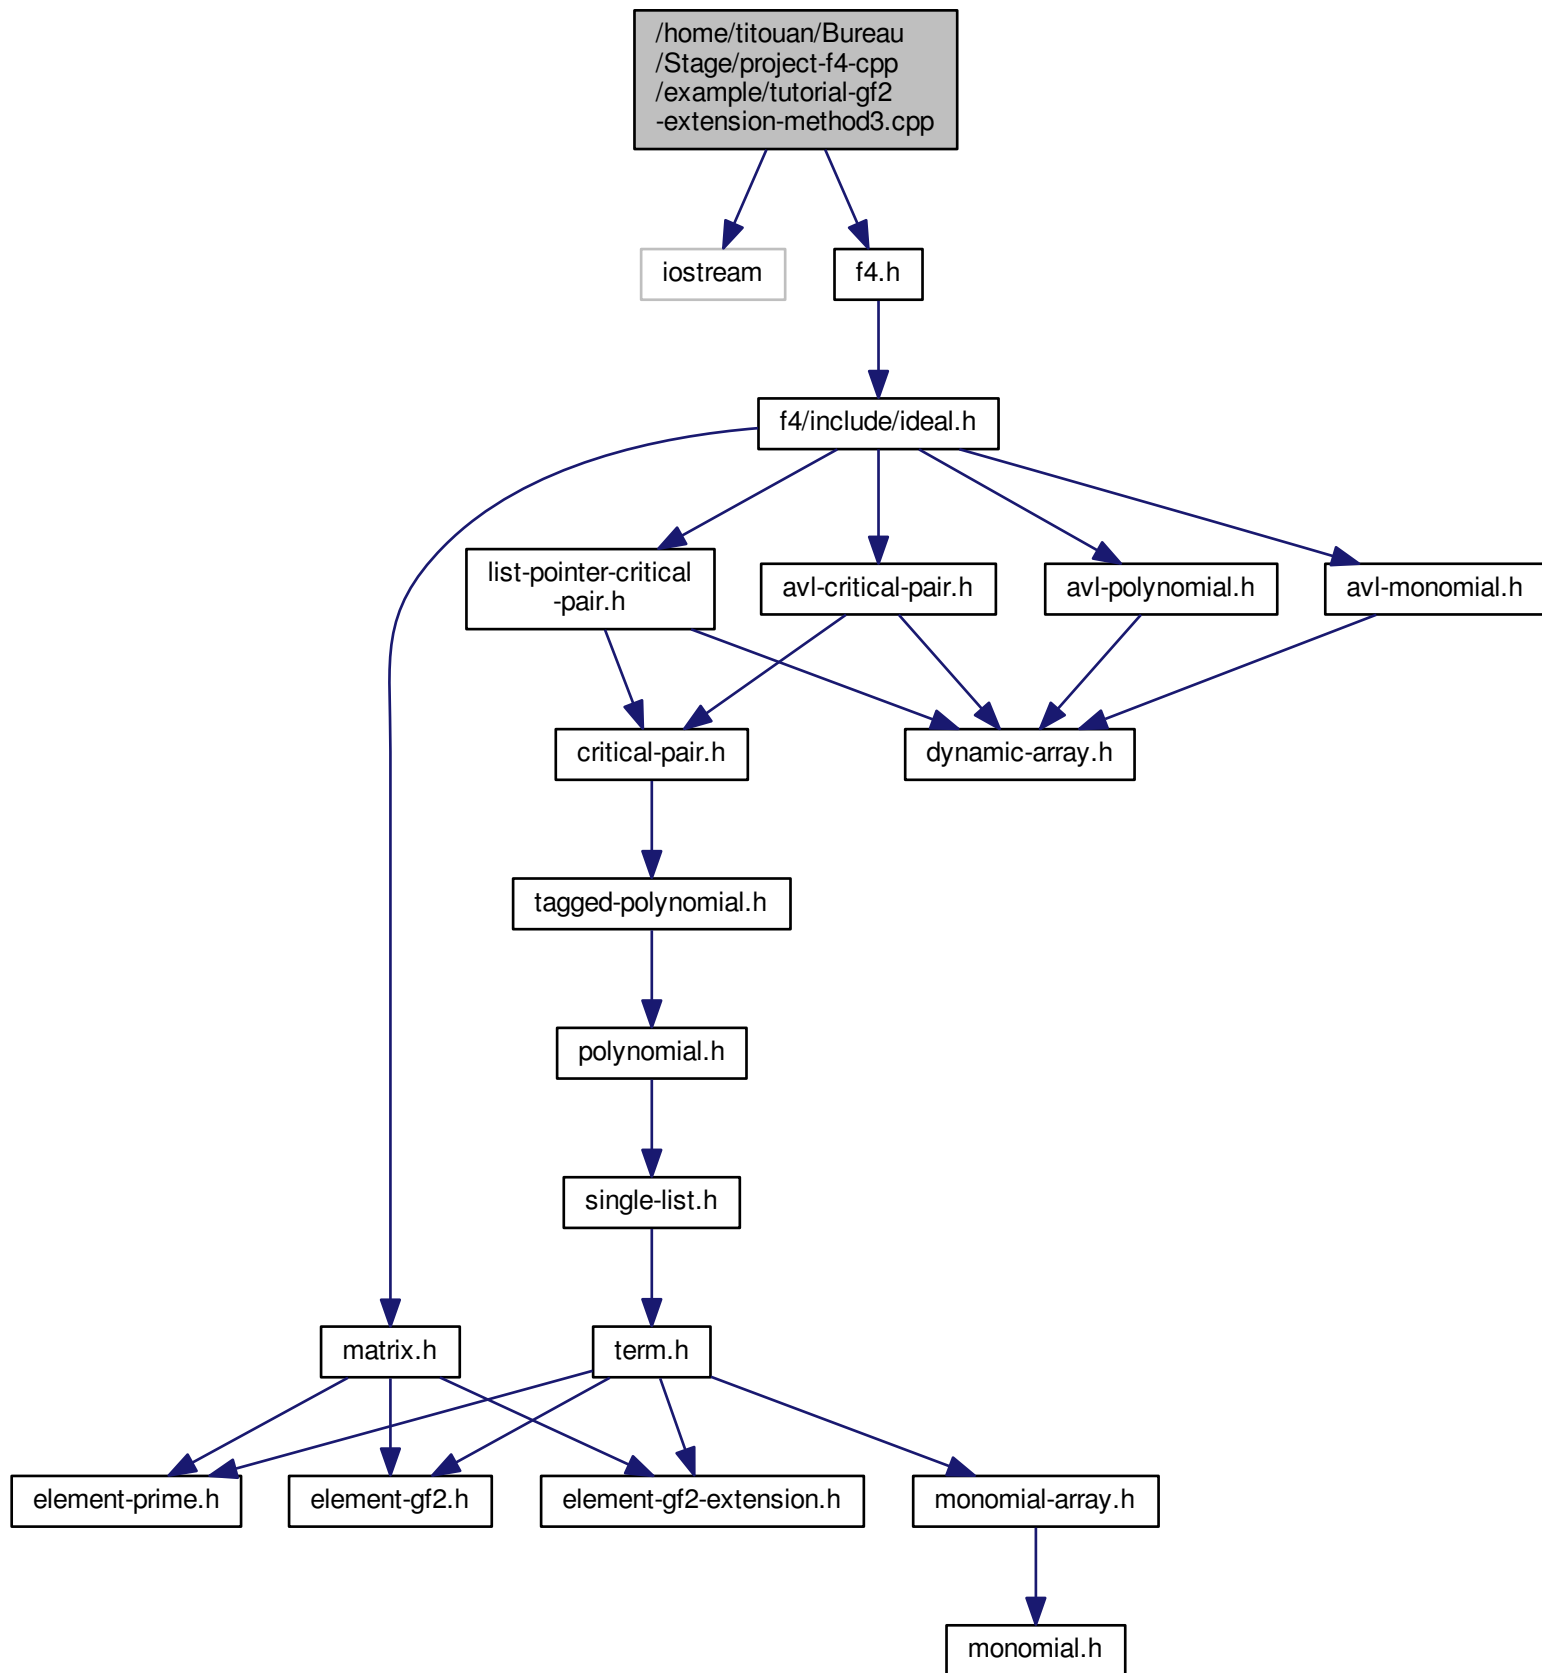 /home/titouan/Bureau
/Stage/project-f4-cpp
/example/tutorial-gf2
-extension-method3.cpp
iostream
f4.h
f4/include/ideal.h
list-pointer-critical
-pair.h
avl-critical-pair.h
avl-polynomial.h
avl-monomial.h
critical-pair.h
dynamic-array.h
tagged-polynomial.h
polynomial.h
single-list.h
matrix.h
term.h
element-prime.h
element-gf2.h
element-gf2-extension.h
monomial-array.h
monomial.h